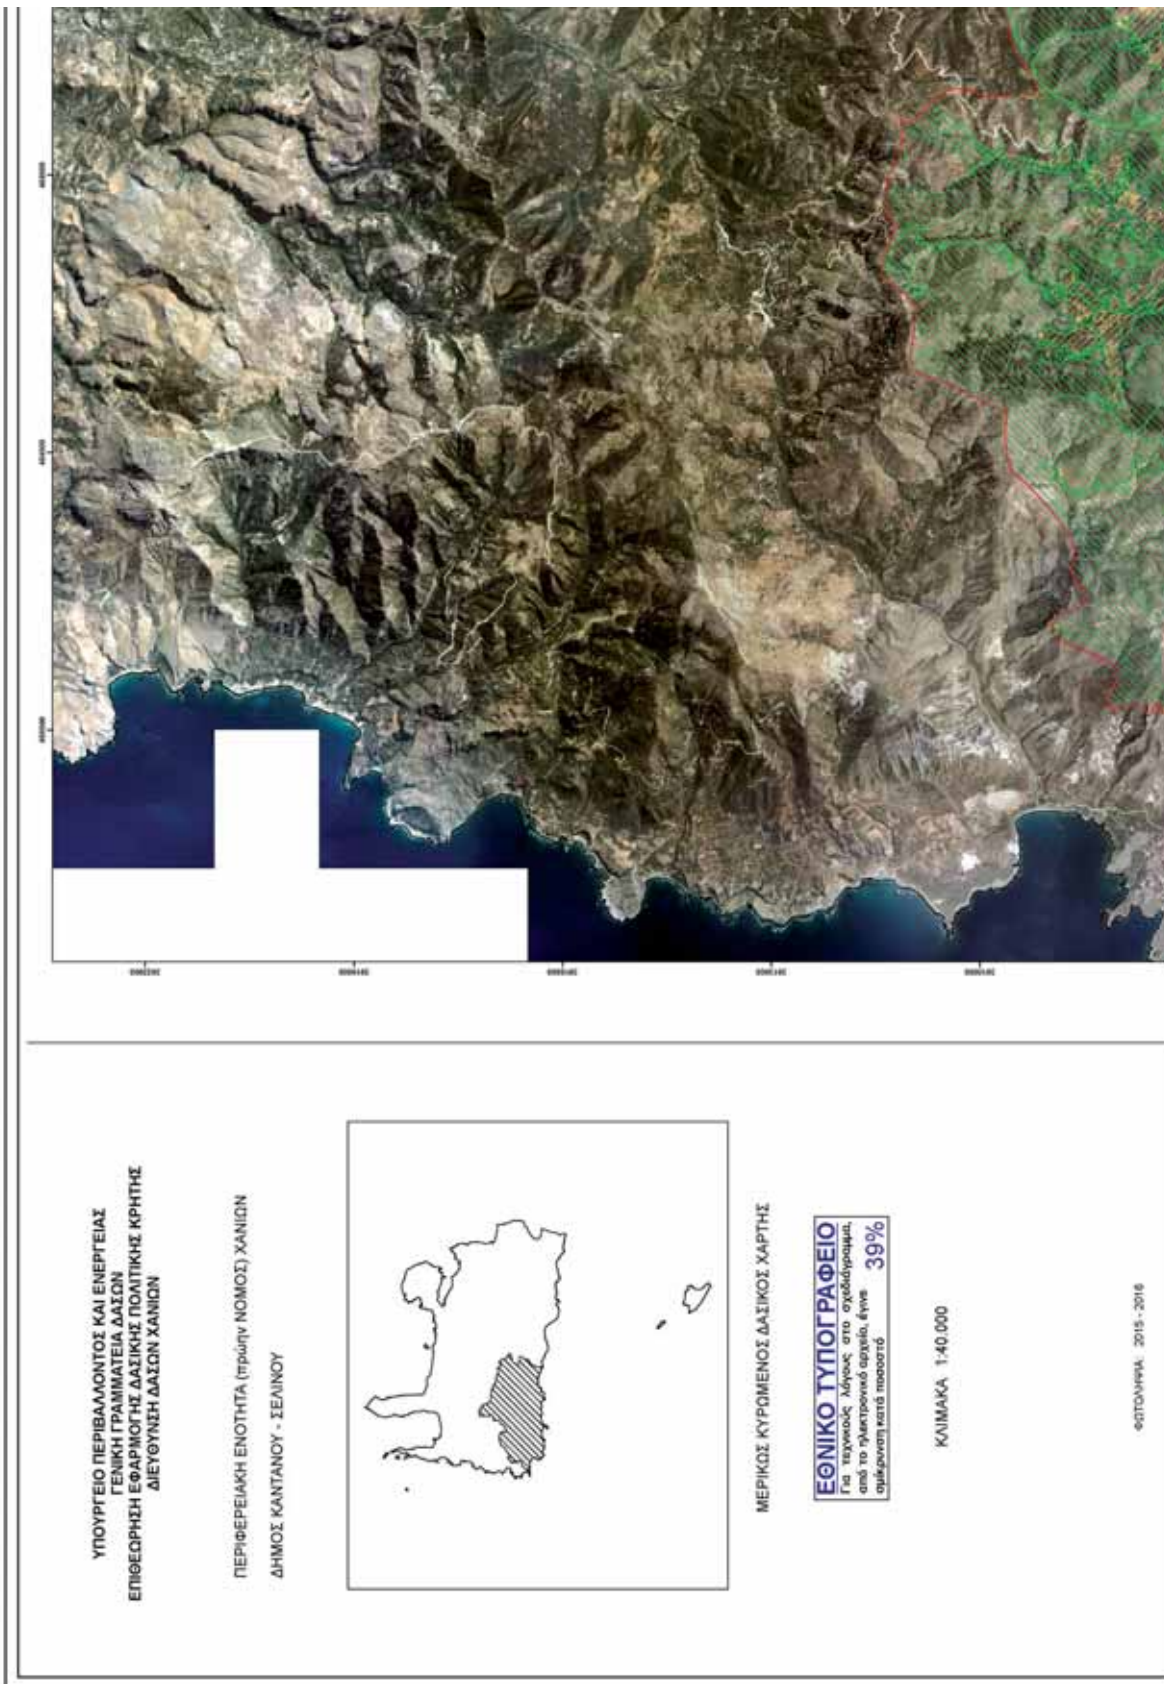 ΥΠΟΥΡΓΕΙΟ ΠΕΡΙΒΑΛΛΟΝΤΟΣ ΚΑΙ ΕΝΕΡΓΕΙΑΣ
ΓΕΝΙΚΗ ΓΡΑΜΜΑΤΕΙΑ ΔΑΣΩΝ
ΕΠΙΘΕΩΡΗΣΗ ΕΦΑΡΜΟΓΗΣ ΔΑΣΙΚΗΣ ΠΟΛΙΤΙΚΗΣ ΚΡΗΤΗΣ
ΔΙΕΥΘΥΝΣΗ ΔΑΣΩΝ ΧΑΝΙΩΝ
ΠΕΡΙΦΕΡΕΙΑΚΗ ΕΝΟΤΗΤΑ (πρώην ΝΟΜΟΣ) ΧΑΝΙΩΝ
ΔΗΜΟΣ ΚΑΝΤΑΝΟΥ - ΣΕΛΙΝΟΥ
ΜΕΡΙΚΩΣ ΚΥΡΩΜΕΝΟΣ ΔΑΣΙΚΟΣ ΧΑΡΤΗΣ
ΕΘΝΙΚΟ ΤΥΠΟΓΡΑΦΕΙΟ
Για τεχνικούς λόγους στο σχεδιάγραμμα,
από το ηλεκτρονικό αρχείο, έγινε
σμίκρυνση κατά ποσοστό 39%
ΚΛΙΜΑΚΑ 1:40.000
ΦΩΤΟΛΗΨΙΑ: 2015 - 2016